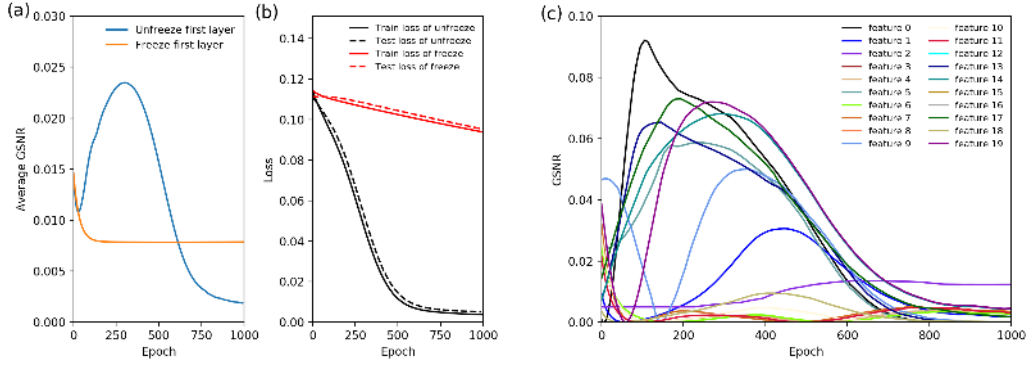 (a)
0.030
0.025
0.020
0.015
0.010
0.005
0.000
Average GSNR
Unfreeze first layer
Freeze first layer
0 250 500 750 1000
Epoch
(b)
0.14
0.12
0.10
0.08
0.06
0.04
0.02
0.00
Loss
Train loss of unfreeze
Test loss of unfreeze
Train loss of freeze
Test loss of freeze
0 250 500 750 1000
Epoch
(c)
0.10
0.08
0.06
0.04
0.02
0.00
GSNR
feature 0
feature 1
feature 2
feature 3
feature 4
feature 5
feature 6
feature 7
feature 8
feature 9
feature 10
feature 11
feature 12
feature 13
feature 14
feature 15
feature 16
feature 17
feature 18
feature 19
0 200 400 600 800 1000
Epoch